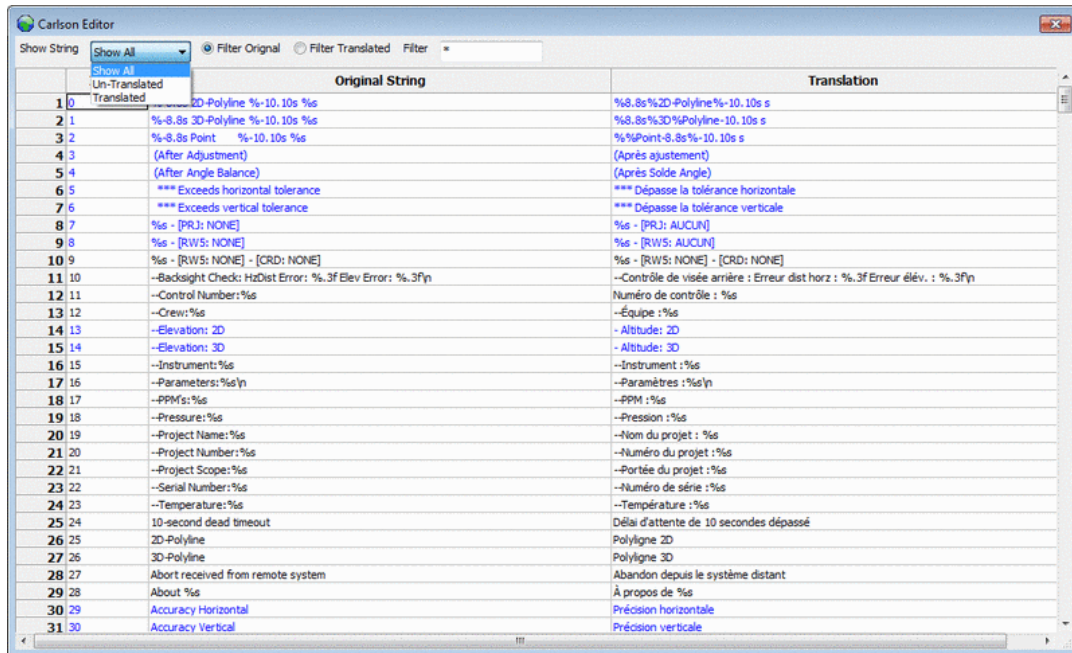 Carlson Editor
Show String Show All Filter Orignal Filter Translated Filter *
Show All
Un-Translated
Translated
Original String Translation
1 0 2D-Polyline %-10.10s %s %8.8s%2D-Polyline%-10.10s s
2 1 %-8.8s 3D-Polyline %-10.10s %s %8.8s%3D%Polyline-10.10s s
3 2 %-8.8s Point %-10.10s %s %%Point-8.8s%-10.10s s
4 3 (After Adjustment) (Après ajustement)
5 4 (After Angle Balance) (Après Solde Angle)
6 5 *** Exceeds horizontal tolerance *** Dépasse la tolérance horizontale
7 6 *** Exceeds vertical tolerance *** Dépasse la tolérance verticale
8 7 %s - [PRJ: NONE] %s - [PRJ: AUCUN]
9 8 %s - [RW5: NONE] %s - [RW5: AUCUN]
10 9 %s - [RW5: NONE] - [CRD: NONE] %s - [RW5: NONE] - [CRD: NONE]
11 10 --Backsight Check: HzDist Error: %.3f Elev Error: %.3f\n --Contrôle de visée arrière : Erreur dist horz : %.3f Erreur élév. : %.3f\n
12 11 --Control Number:%s Numéro de contrôle : %s
13 12 --Crew:%s --Équipe :%s
14 13 --Elevation: 2D - Altitude: 2D
15 14 --Elevation: 3D - Altitude: 3D
16 15 --Instrument:%s --Instrument :%s
17 16 --Parameters:%s\n --Paramètres :%s\n
18 17 --PPM's:%s --PPM :%s
19 18 --Pressure:%s --Pression :%s
20 19 --Project Name:%s --Nom du projet : %s
21 20 --Project Number:%s --Numéro du projet :%s
22 21 --Project Scope:%s --Portée du projet :%s
23 22 --Serial Number:%s --Numéro de série :%s
24 23 --Temperature:%s --Température :%s
25 24 10-second dead timeout Délai d'attente de 10 secondes dépassé
26 25 2D-Polyline Polyligne 2D
27 26 3D-Polyline Polyligne 3D
28 27 Abort received from remote system Abandon depuis le système distant
29 28 About %s À propos de %s
30 29 Accuracy Horizontal Précision horizontale
31 30 Accuracy Vertical Précision verticale